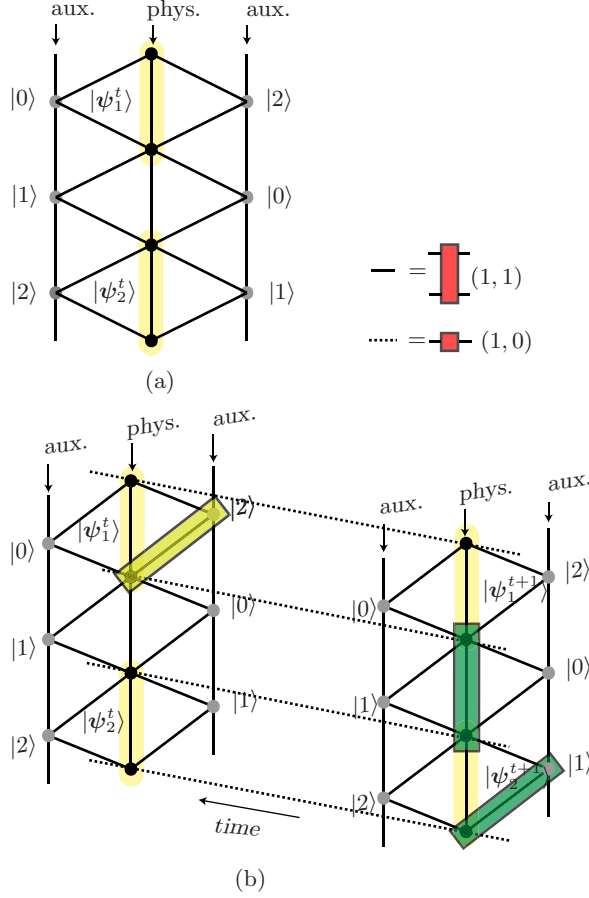 aux. phys. aux.
|0⟩ |ψ₁ᵗ⟩ |2⟩
|1⟩ |0⟩
|2⟩ |ψ₂ᵗ⟩ |1⟩
(a)
= (1, 1)
= (1, 0)
aux. phys. aux.
|0⟩ |ψ₁ᵗ⟩ |2⟩
|1⟩ |0⟩
|2⟩ |ψ₂ᵗ⟩ |1⟩
aux. phys. aux.
|0⟩ |ψ₁ᵗ⁺¹⟩ |2⟩
|1⟩ |0⟩
|2⟩ |ψ₂ᵗ⁺¹⟩ |1⟩
time
(b)